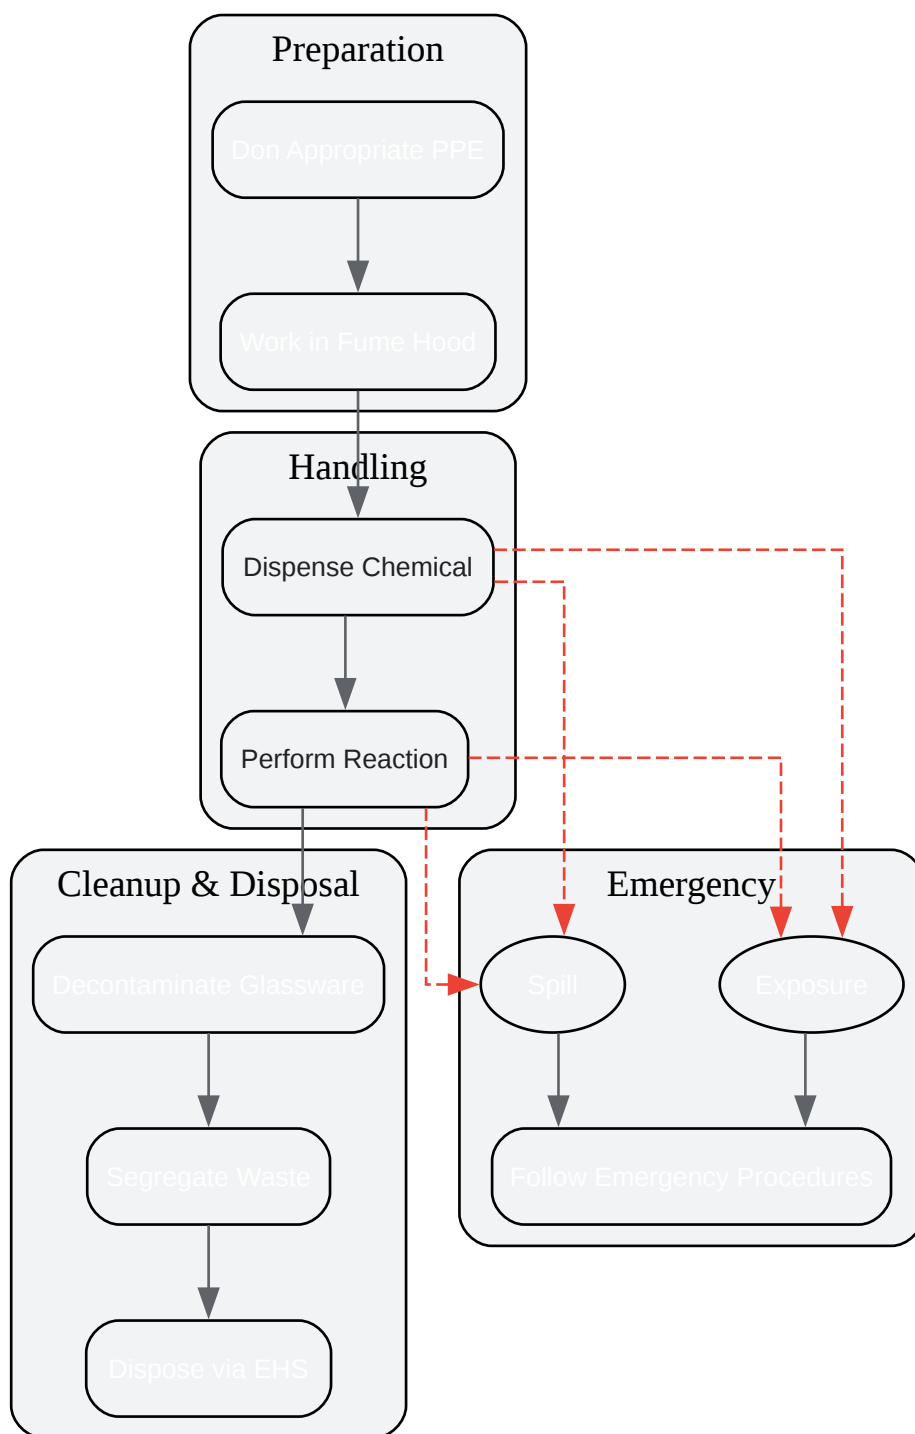 Preparation
Don Appropriate PPE
Work in Fume Hood
Handling
Dispense Chemical
Perform Reaction
Cleanup & Disposal
Decontaminate Glassware
Segregate Waste
Dispose via EHS
Emergency
Spill
Exposure
Follow Emergency Procedures